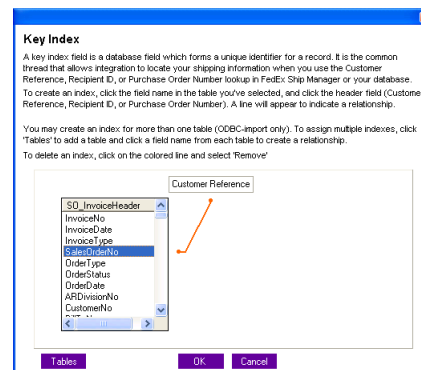 Key Index
A key index field is a database field which forms a unique identifier for a record. It is the common
thread that allows integration to locate your shipping information when you use the Customer
Reference, Recipient ID, or Purchase Order Number lookup in FedEx Ship Manager or your database.
To create an index, click the field name in the table you've selected, and click the header field (Custome
Reference, Recipient ID, or Purchase Order Number). A line will appear to indicate a relationship.
You may create an index for more than one table (ODBC-import only). To assign multiple indexes, click
'Tables' to add a table and click a field name from each table to create a relationship.
To delete an index, click on the colored line and select 'Remove'
Customer Reference
SO_InvoiceHeader
InvoiceNo
InvoiceDate
InvoiceType
SalesOrderNo
OrderType
OrderStatus
OrderDate
ARDivisionNo
CustomerNo
Tables
OK
Cancel